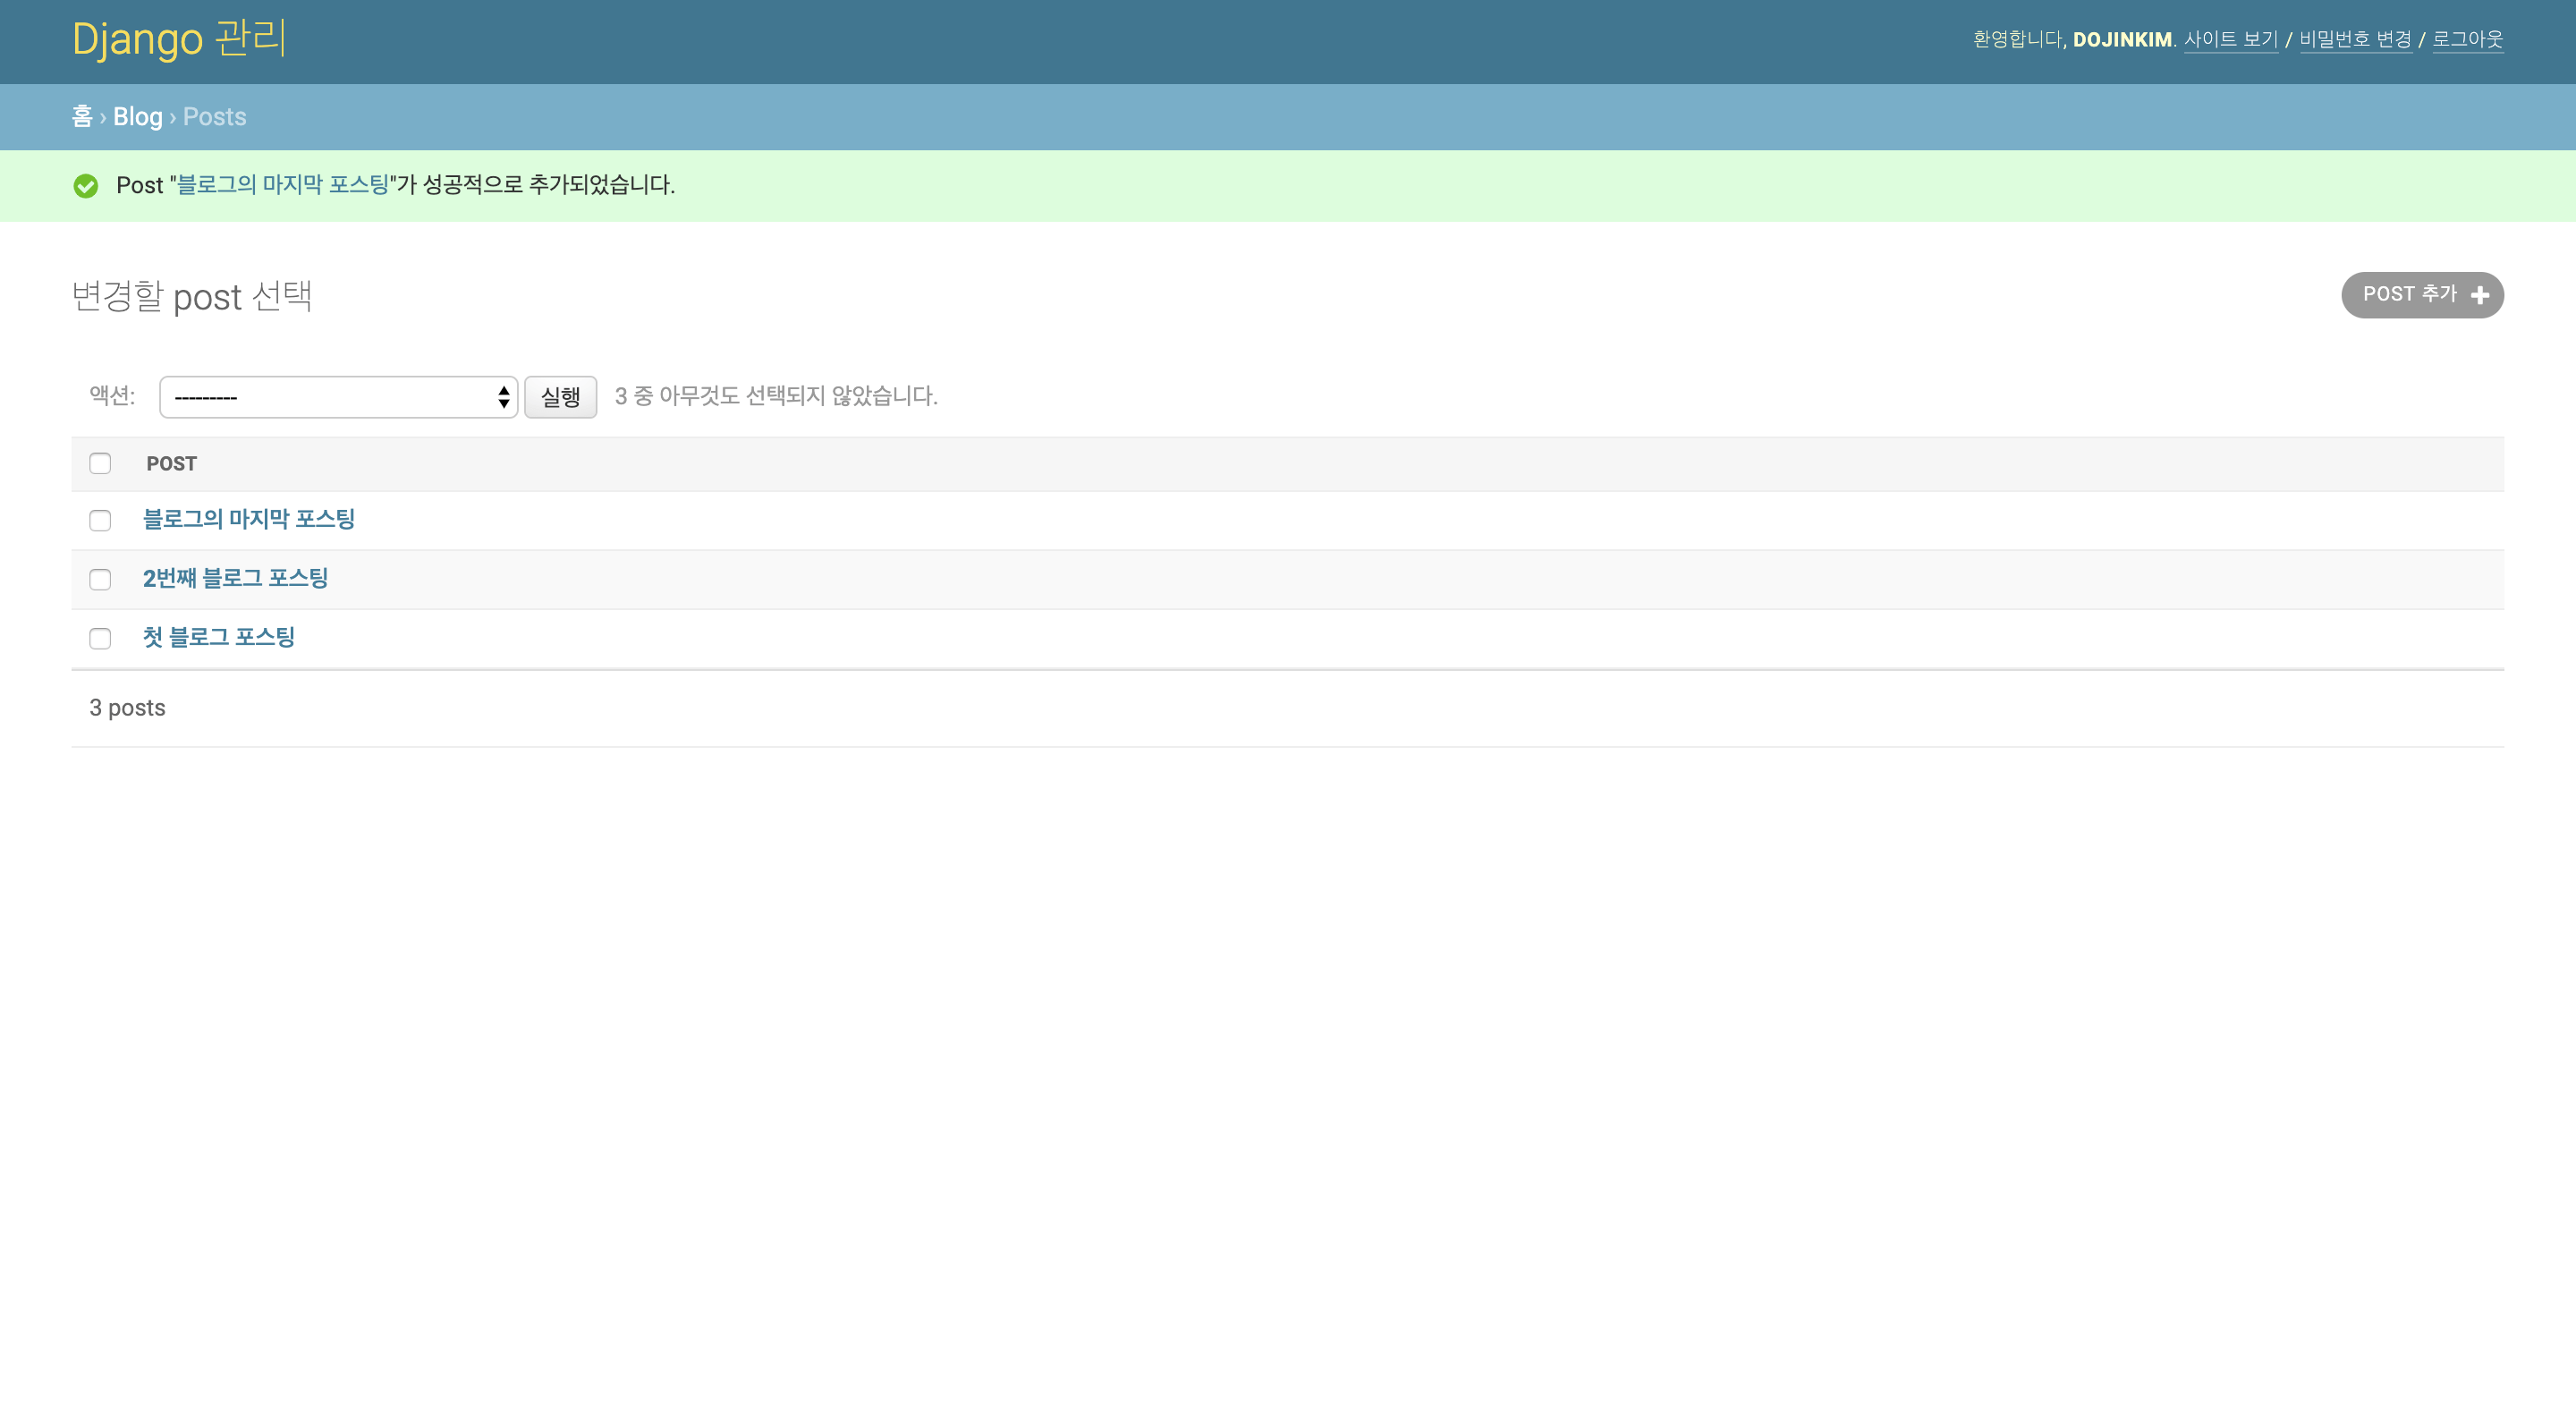 Django 관리
환영합니다, DOJINKIM. 사이트 보기 / 비밀번호 변경 / 로그아웃
홈 › Blog › Posts
Post "블로그의 마지막 포스팅"가 성공적으로 추가되었습니다.
변경할 post 선택
POST 추가
액션: --------- 실행 3 중 아무것도 선택되지 않았습니다.
POST
블로그의 마지막 포스팅
2번째 블로그 포스팅
첫 블로그 포스팅
3 posts